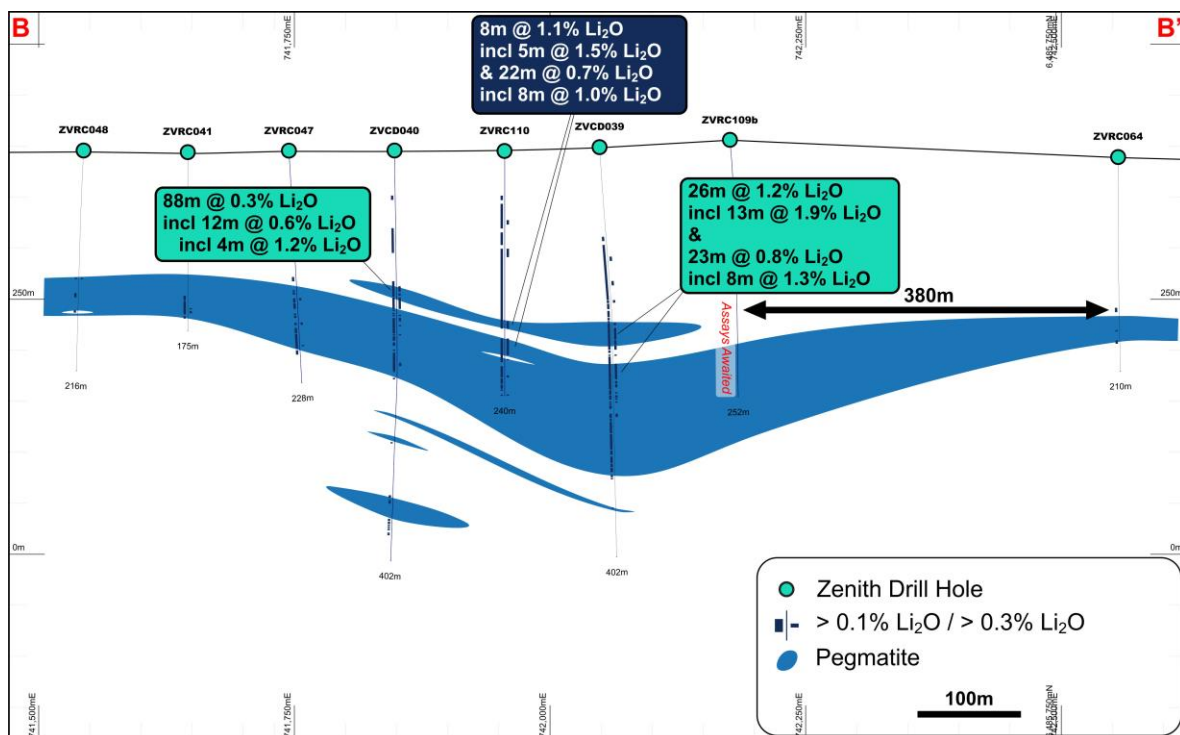 B
741,750mE
742,250mE
6,485,750mN
B'
8m @ 1.1% Li₂O
incl 5m @ 1.5% Li₂O
& 22m @ 0.7% Li₂O
incl 8m @ 1.0% Li₂O
ZVRC048
ZVRC041
ZVRC047
ZVCD040
ZVRC110
ZVCD039
ZVRC109b
ZVRC064
88m @ 0.3% Li₂O
incl 12m @ 0.6% Li₂O
incl 4m @ 1.2% Li₂O
26m @ 1.2% Li₂O
incl 13m @ 1.9% Li₂O
&
23m @ 0.8% Li₂O
incl 8m @ 1.3% Li₂O
250m
380m
250m
Assays Awaited
175m
216m
228m
240m
252m
210m
0m
0m
402m
402m
Zenith Drill Hole
> 0.1% Li₂O / > 0.3% Li₂O
Pegmatite
100m
741,500mE
741,750mE
742,000mE
742,250mE
742,500mE